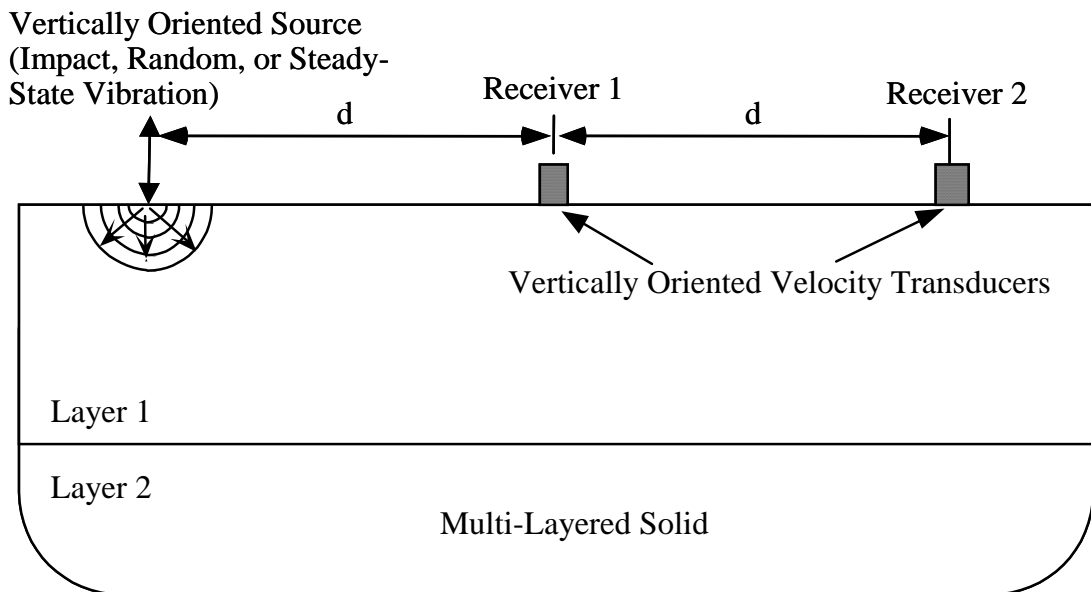 Vertically Oriented Source
(Impact, Random, or Steady-
State Vibration)
d
Receiver 1
d
Receiver 2
Vertically Oriented Velocity Transducers
Layer 1
Layer 2
Multi-Layered Solid